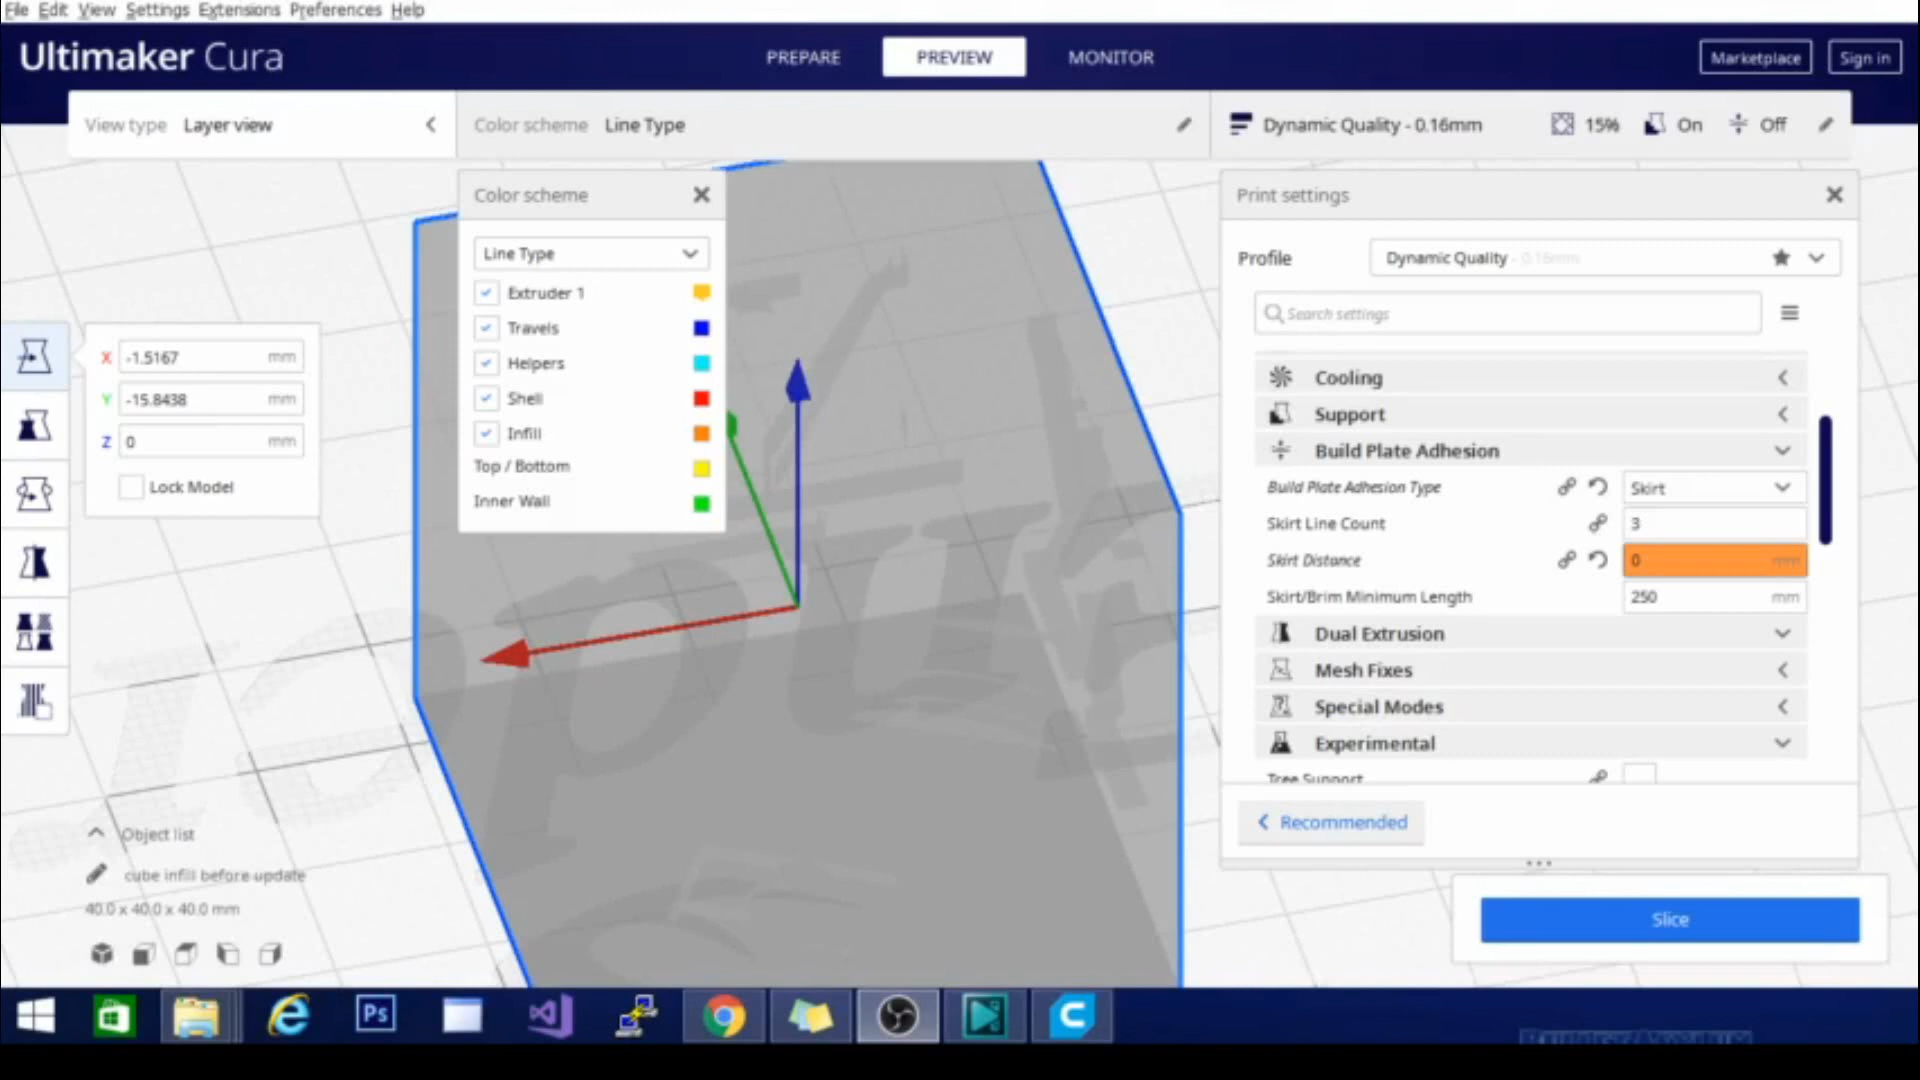 File Edit View Settings Extensions Preferences Help
Ultimaker Cura
PREPARE
PREVIEW
MONITOR
Marketplace
Sign in
View type Layer view
Color scheme Line Type
Dynamic Quality - 0.16mm
15%
On
Off
Color scheme
Line Type
Extruder 1
Travels
Helpers
Shell
Infill
Top / Bottom
Inner Wall
X -1.5167 mm
Y -15.8438 mm
Z 0 mm
Lock Model
Print settings
Profile Dynamic Quality - 0.16mm
Search settings
Cooling
Support
Build Plate Adhesion
Build Plate Adhesion Type Skirt
Skirt Line Count 3
Skirt Distance 0 mm
Skirt/Brim Minimum Length 250 mm
Dual Extrusion
Mesh Fixes
Special Modes
Experimental
Tree Support
Recommended
Slice
Object list
cube infill before update
40.0 x 40.0 x 40.0 mm
Ps